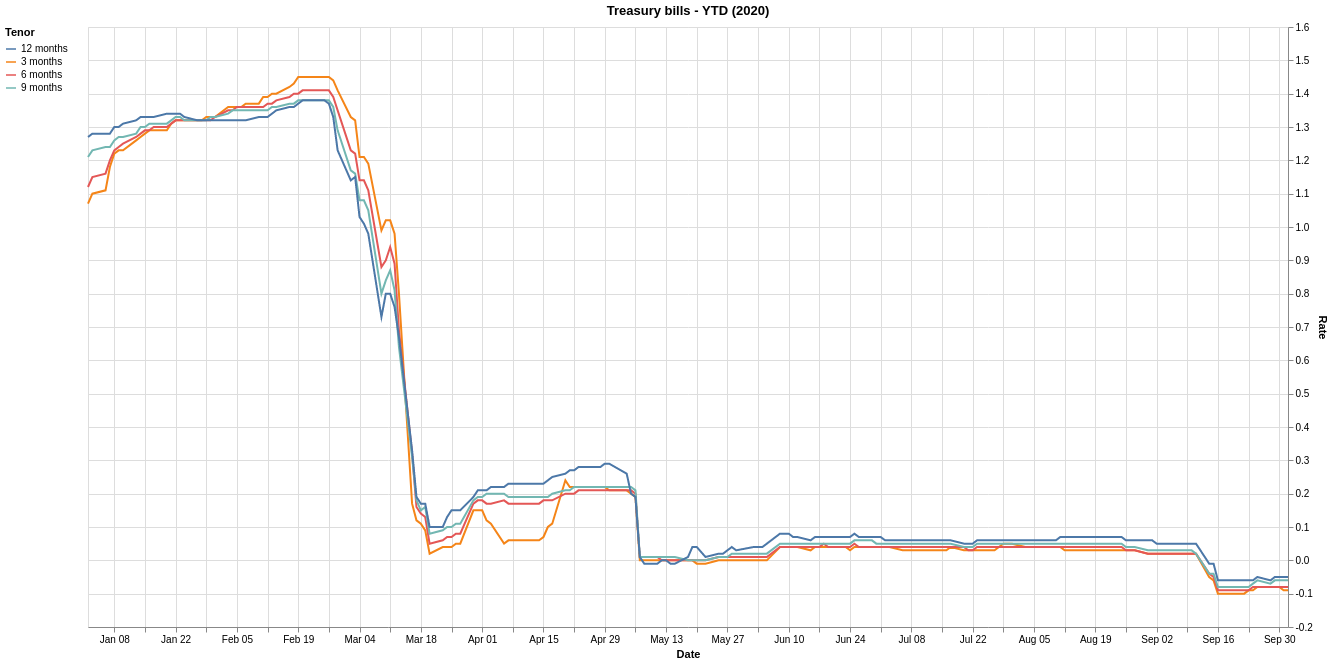 Treasury bills - YTD (2020)
Tenor
12 months
3 months
6 months
9 months
1.6
1.5
1.4
1.3
1.2
1.1
1.0
0.9
0.8
0.7
0.6
0.5
0.4
0.3
0.2
0.1
0.0
-0.1
-0.2
Rate
Jan 08 Jan 22 Feb 05 Feb 19 Mar 04 Mar 18 Apr 01 Apr 15 Apr 29 May 13 May 27 Jun 10 Jun 24 Jul 08 Jul 22 Aug 05 Aug 19 Sep 02 Sep 16 Sep 30
Date